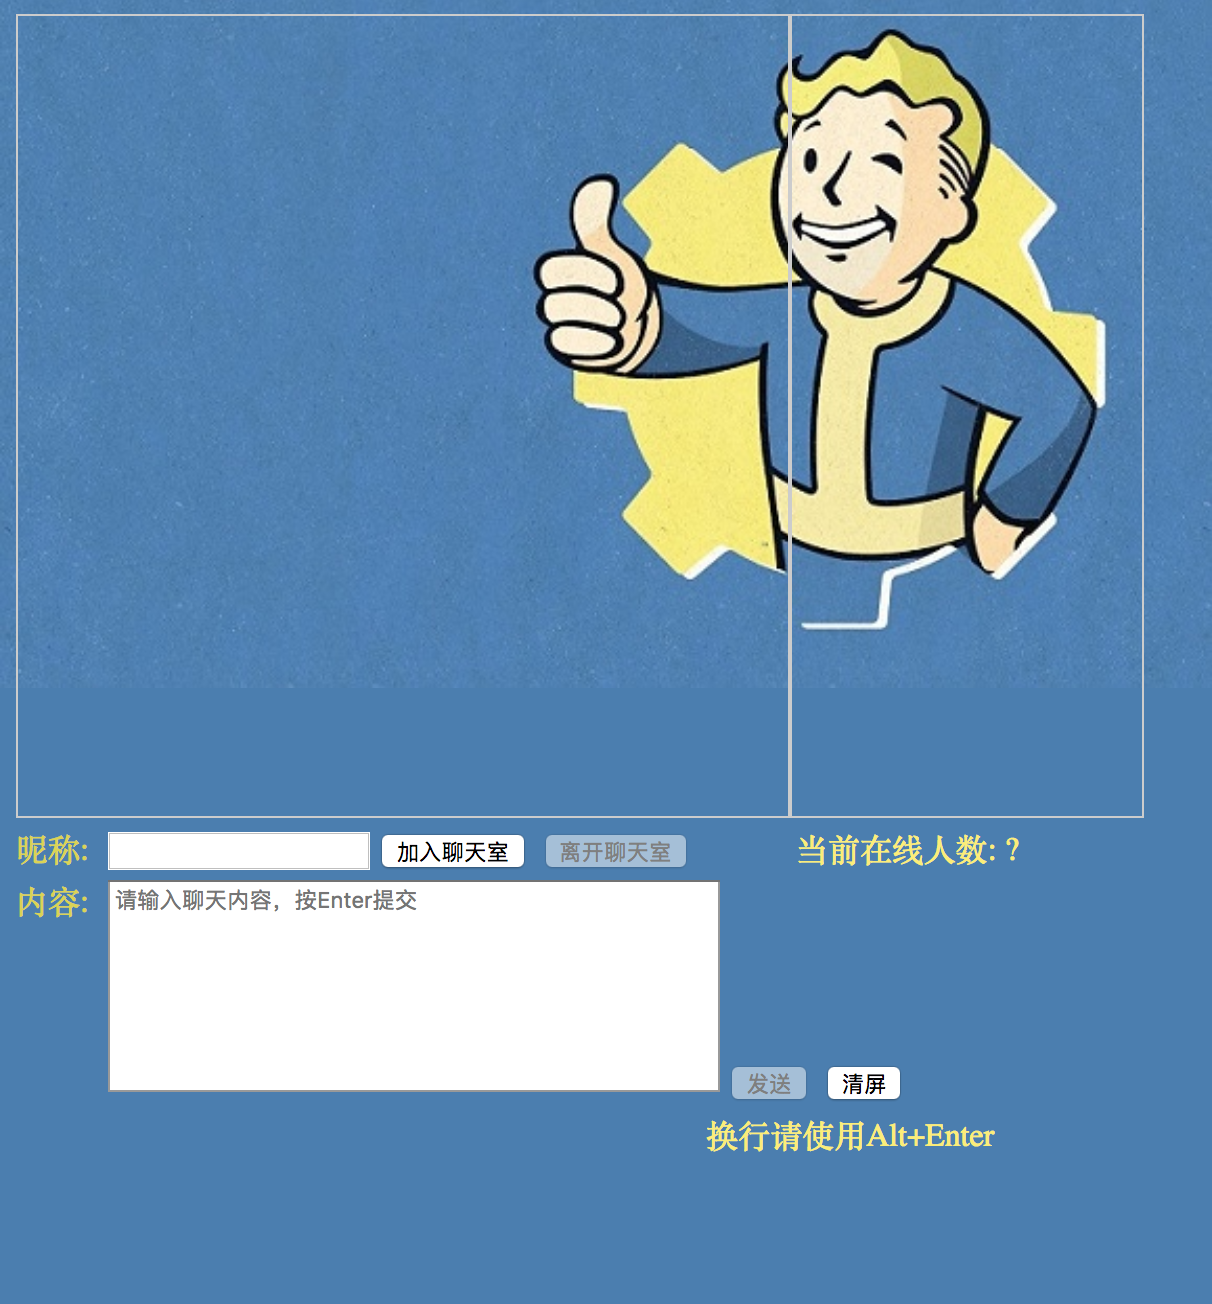 昵称: 加入聊天室 离开聊天室 当前在线人数: ?
内容: 请输入聊天内容，按Enter提交
发送 清屏
换行请使用Alt+Enter